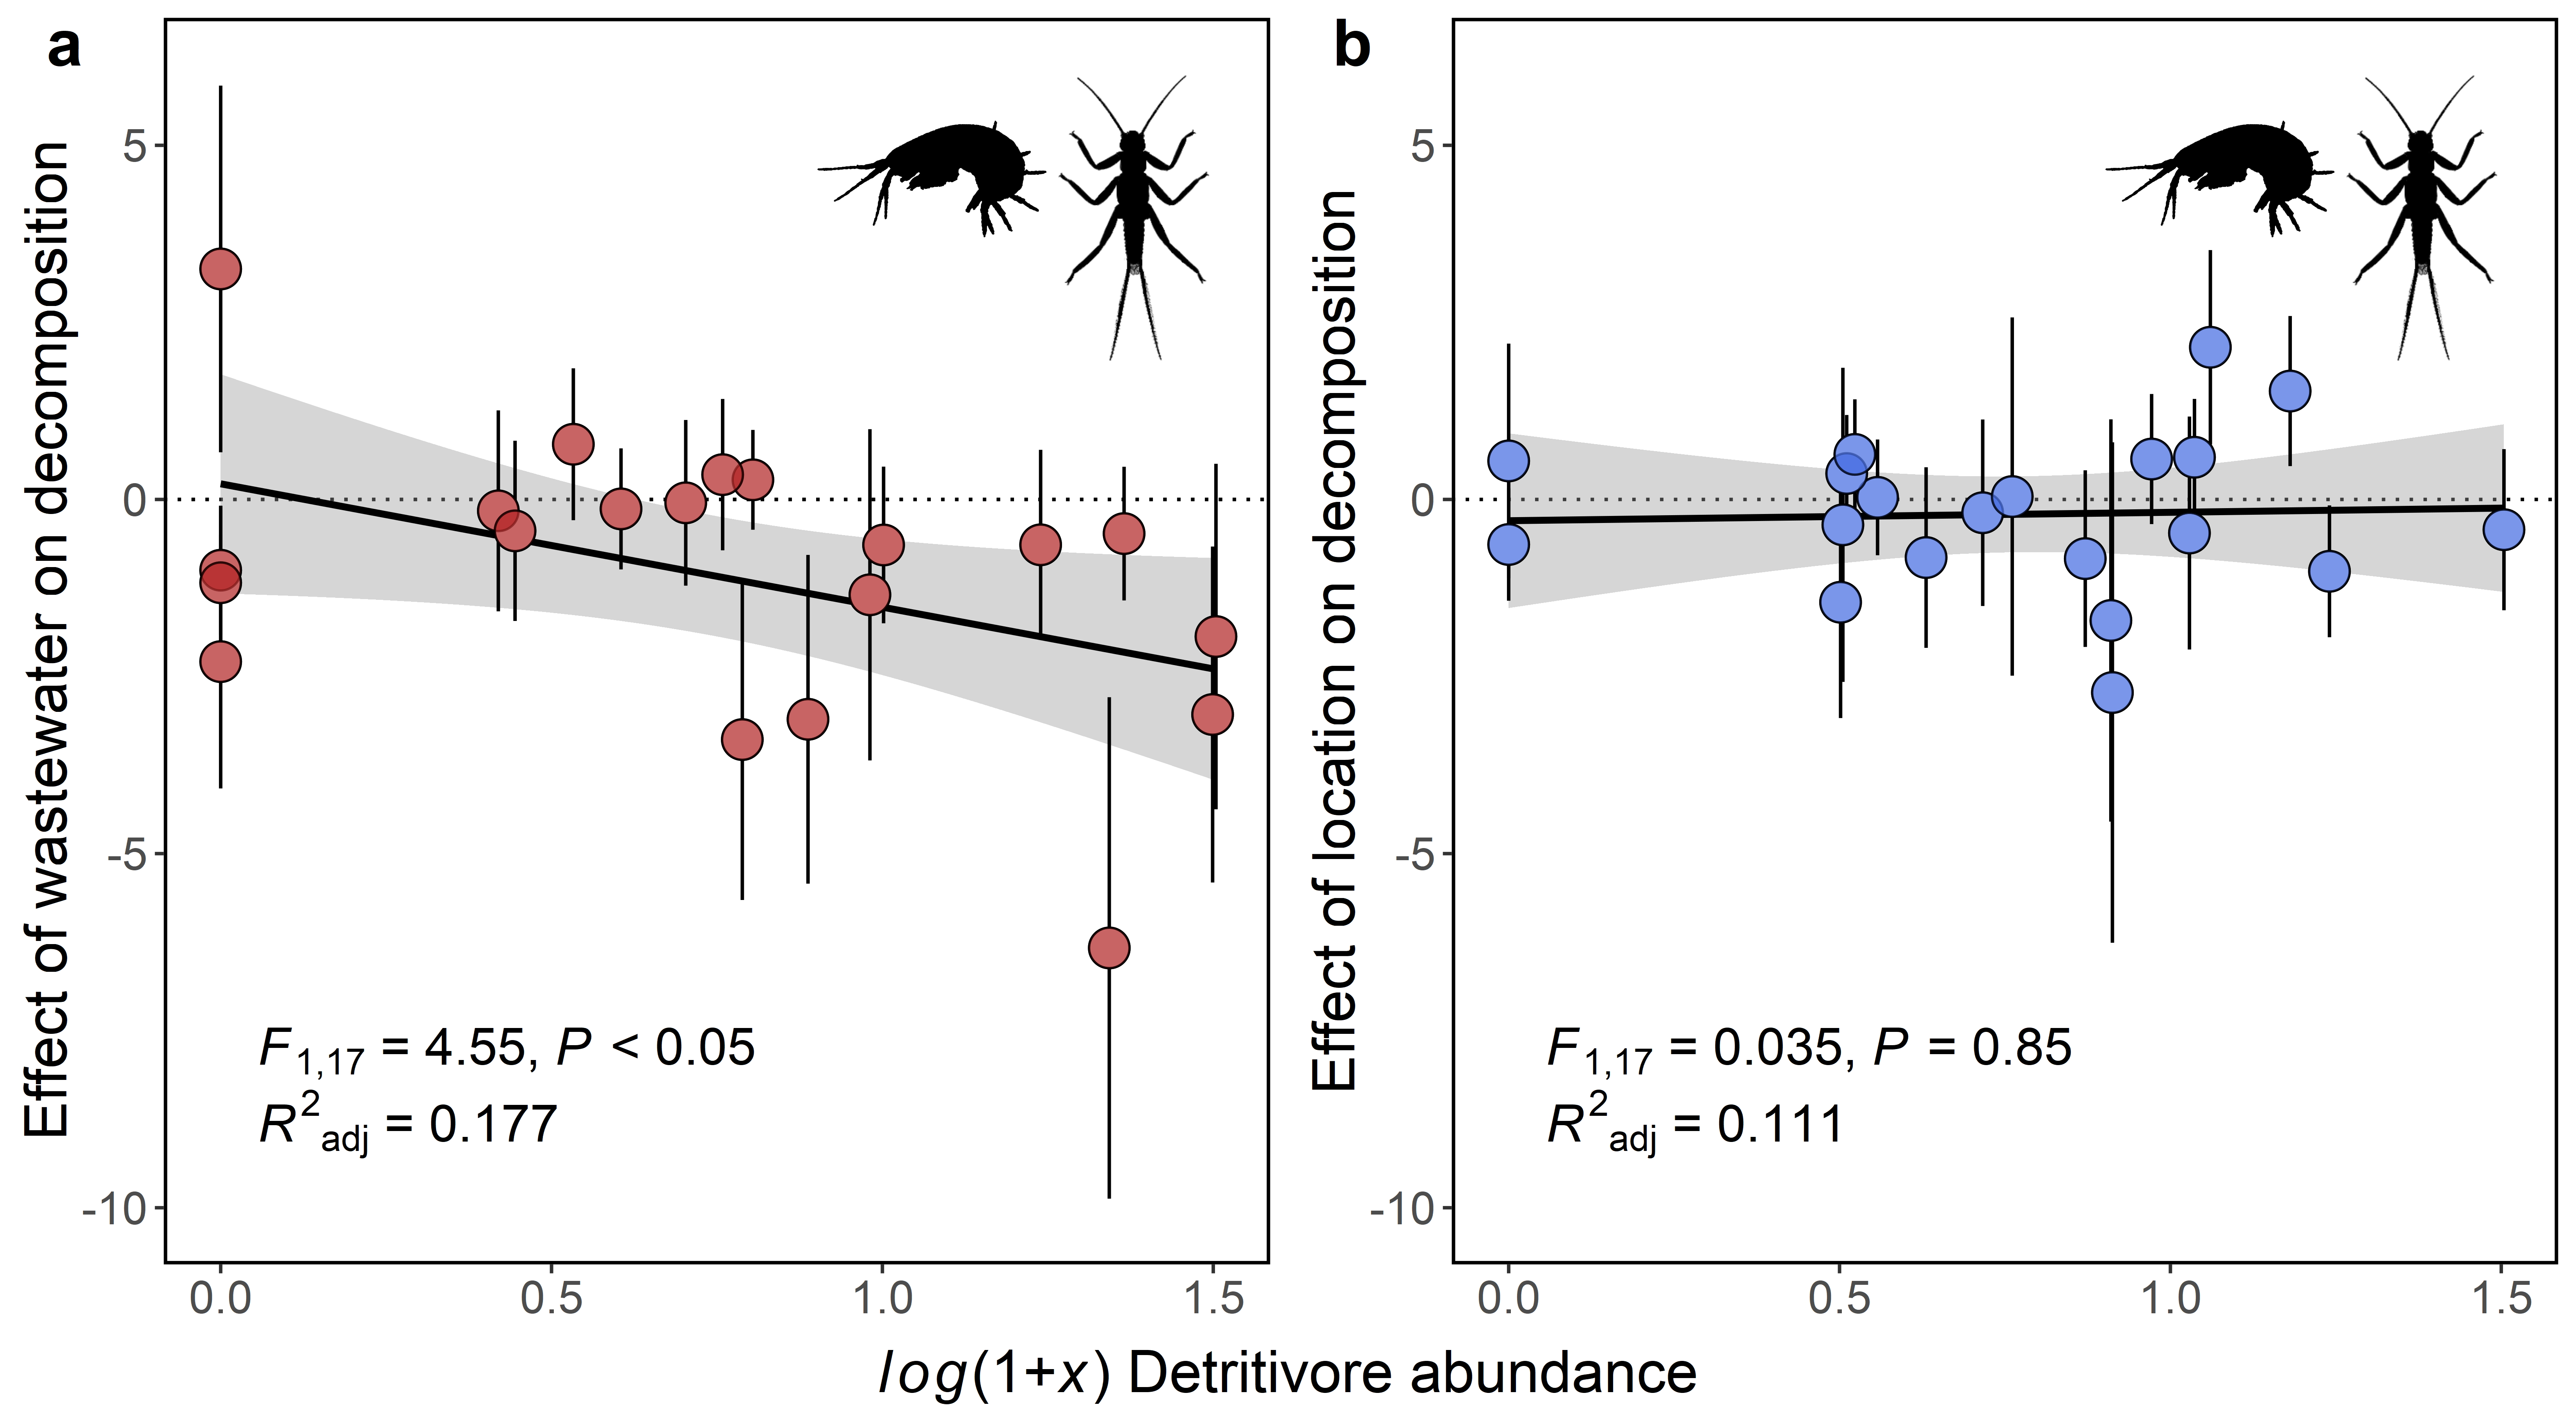 a
Effect of wastewater on decomposition
5
0
-5
-10
F1,17 = 4.55, P < 0.05
R2adj = 0.177
0.0 0.5 1.0 1.5
b
Effect of location on decomposition
5
0
-5
-10
F1,17 = 0.035, P = 0.85
R2adj = 0.111
0.0 0.5 1.0 1.5
log(1+x) Detritivore abundance